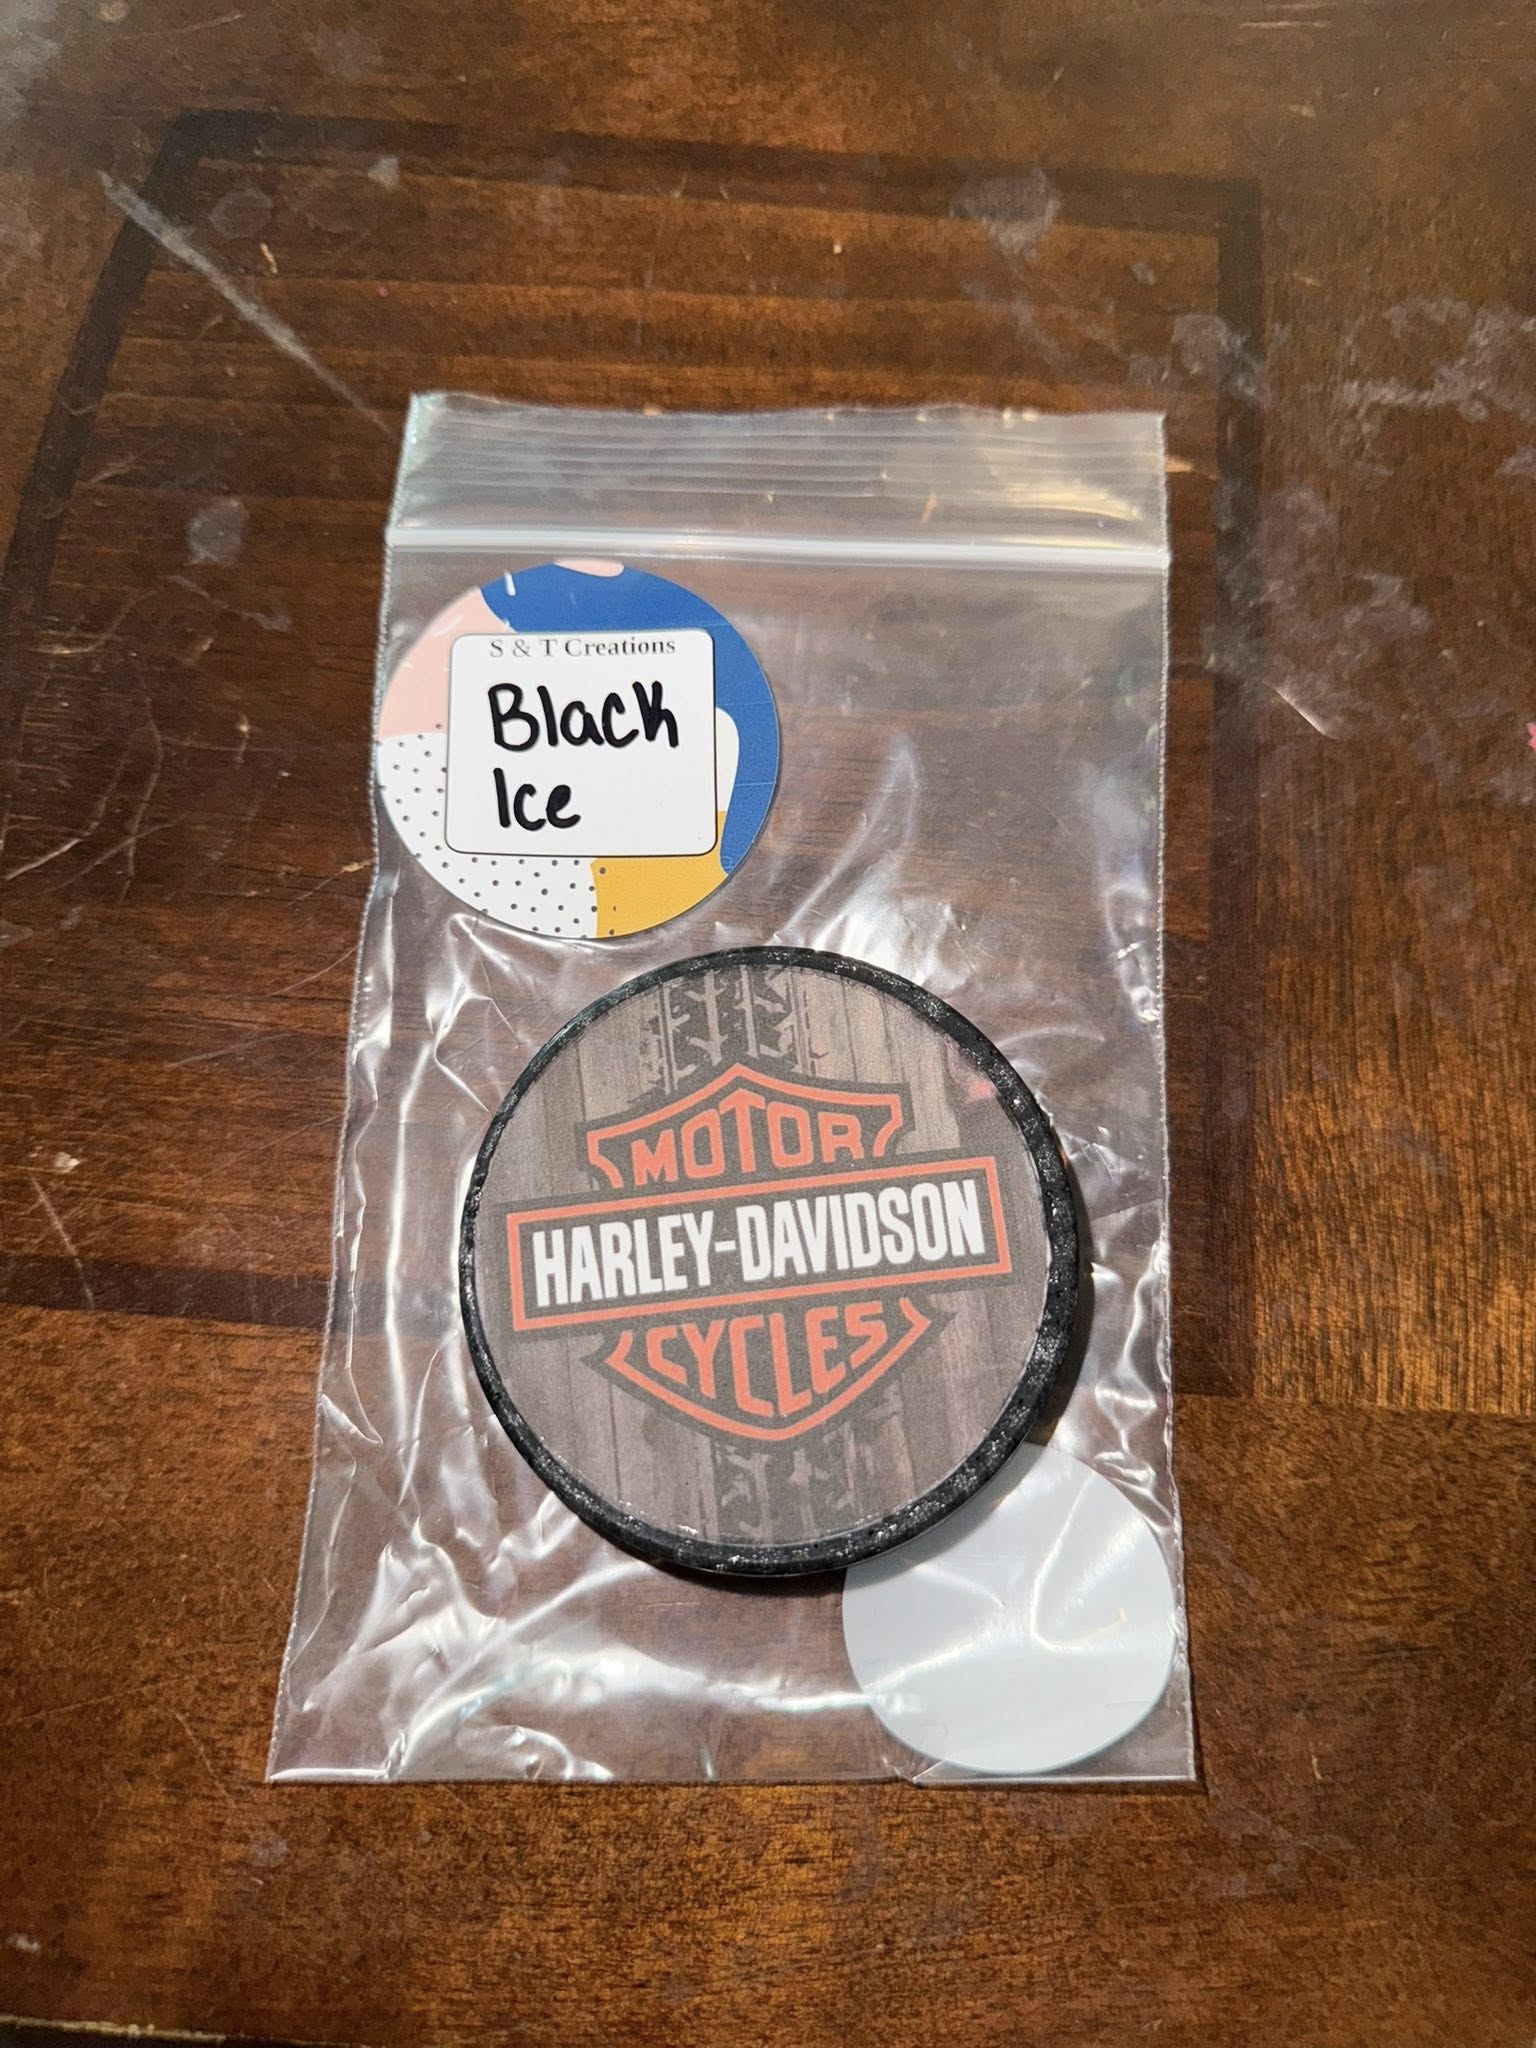 S & T Creations
Black
Ice
MOTOR
HARLEY-DAVIDSON
CYCLES